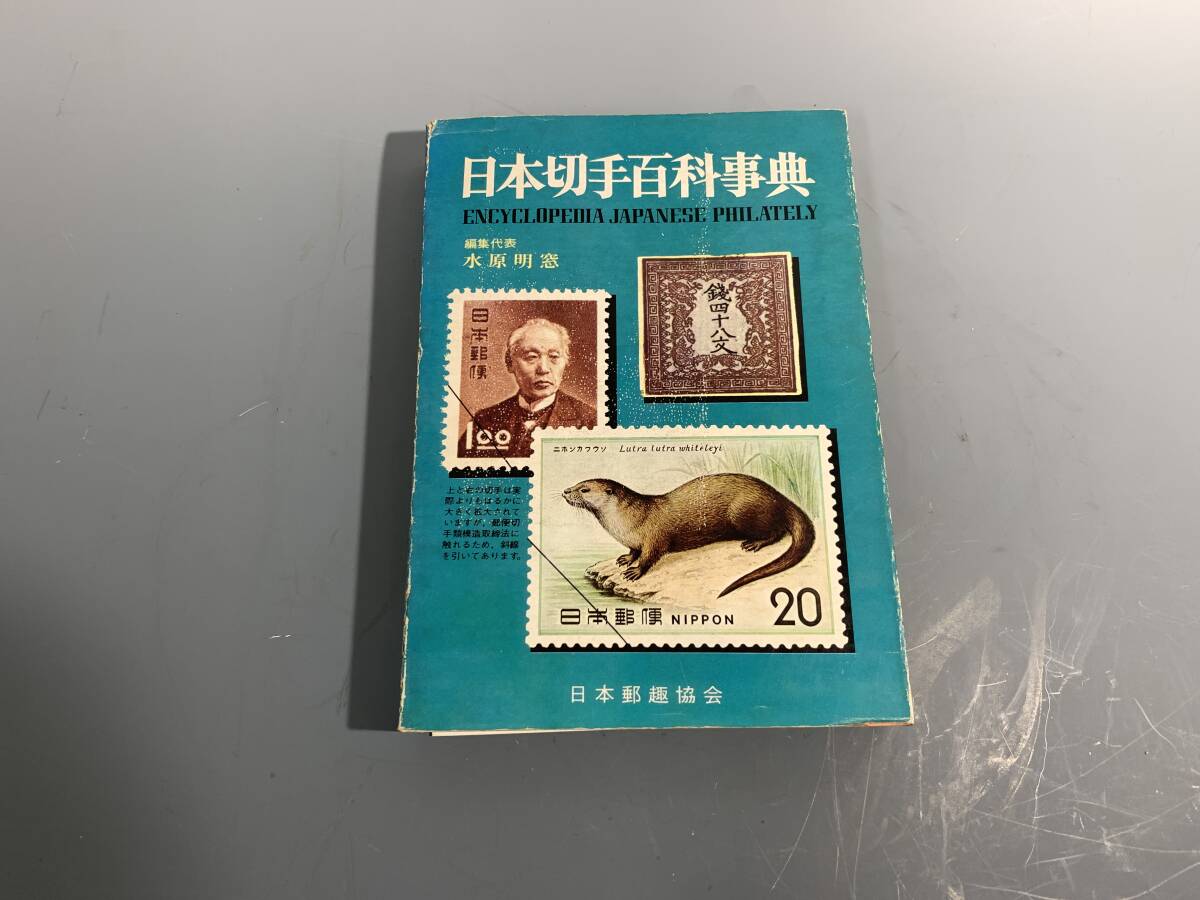 日本切手百科事典
ENCYCLOPEDIA JAPANESE PHILATELY
編集代表
水原明窓
銭四十八文
日本郵便
1.00
ニホンカワウソ Lutra lutra whiteleyi
上と右の切手は実
際よりもはるかに
大きく拡大されて
いますが、郵便切
手類模造取締法に
触れるため、斜線
を引いてあります。
日本郵便 NIPPON 20
日本郵趣協会